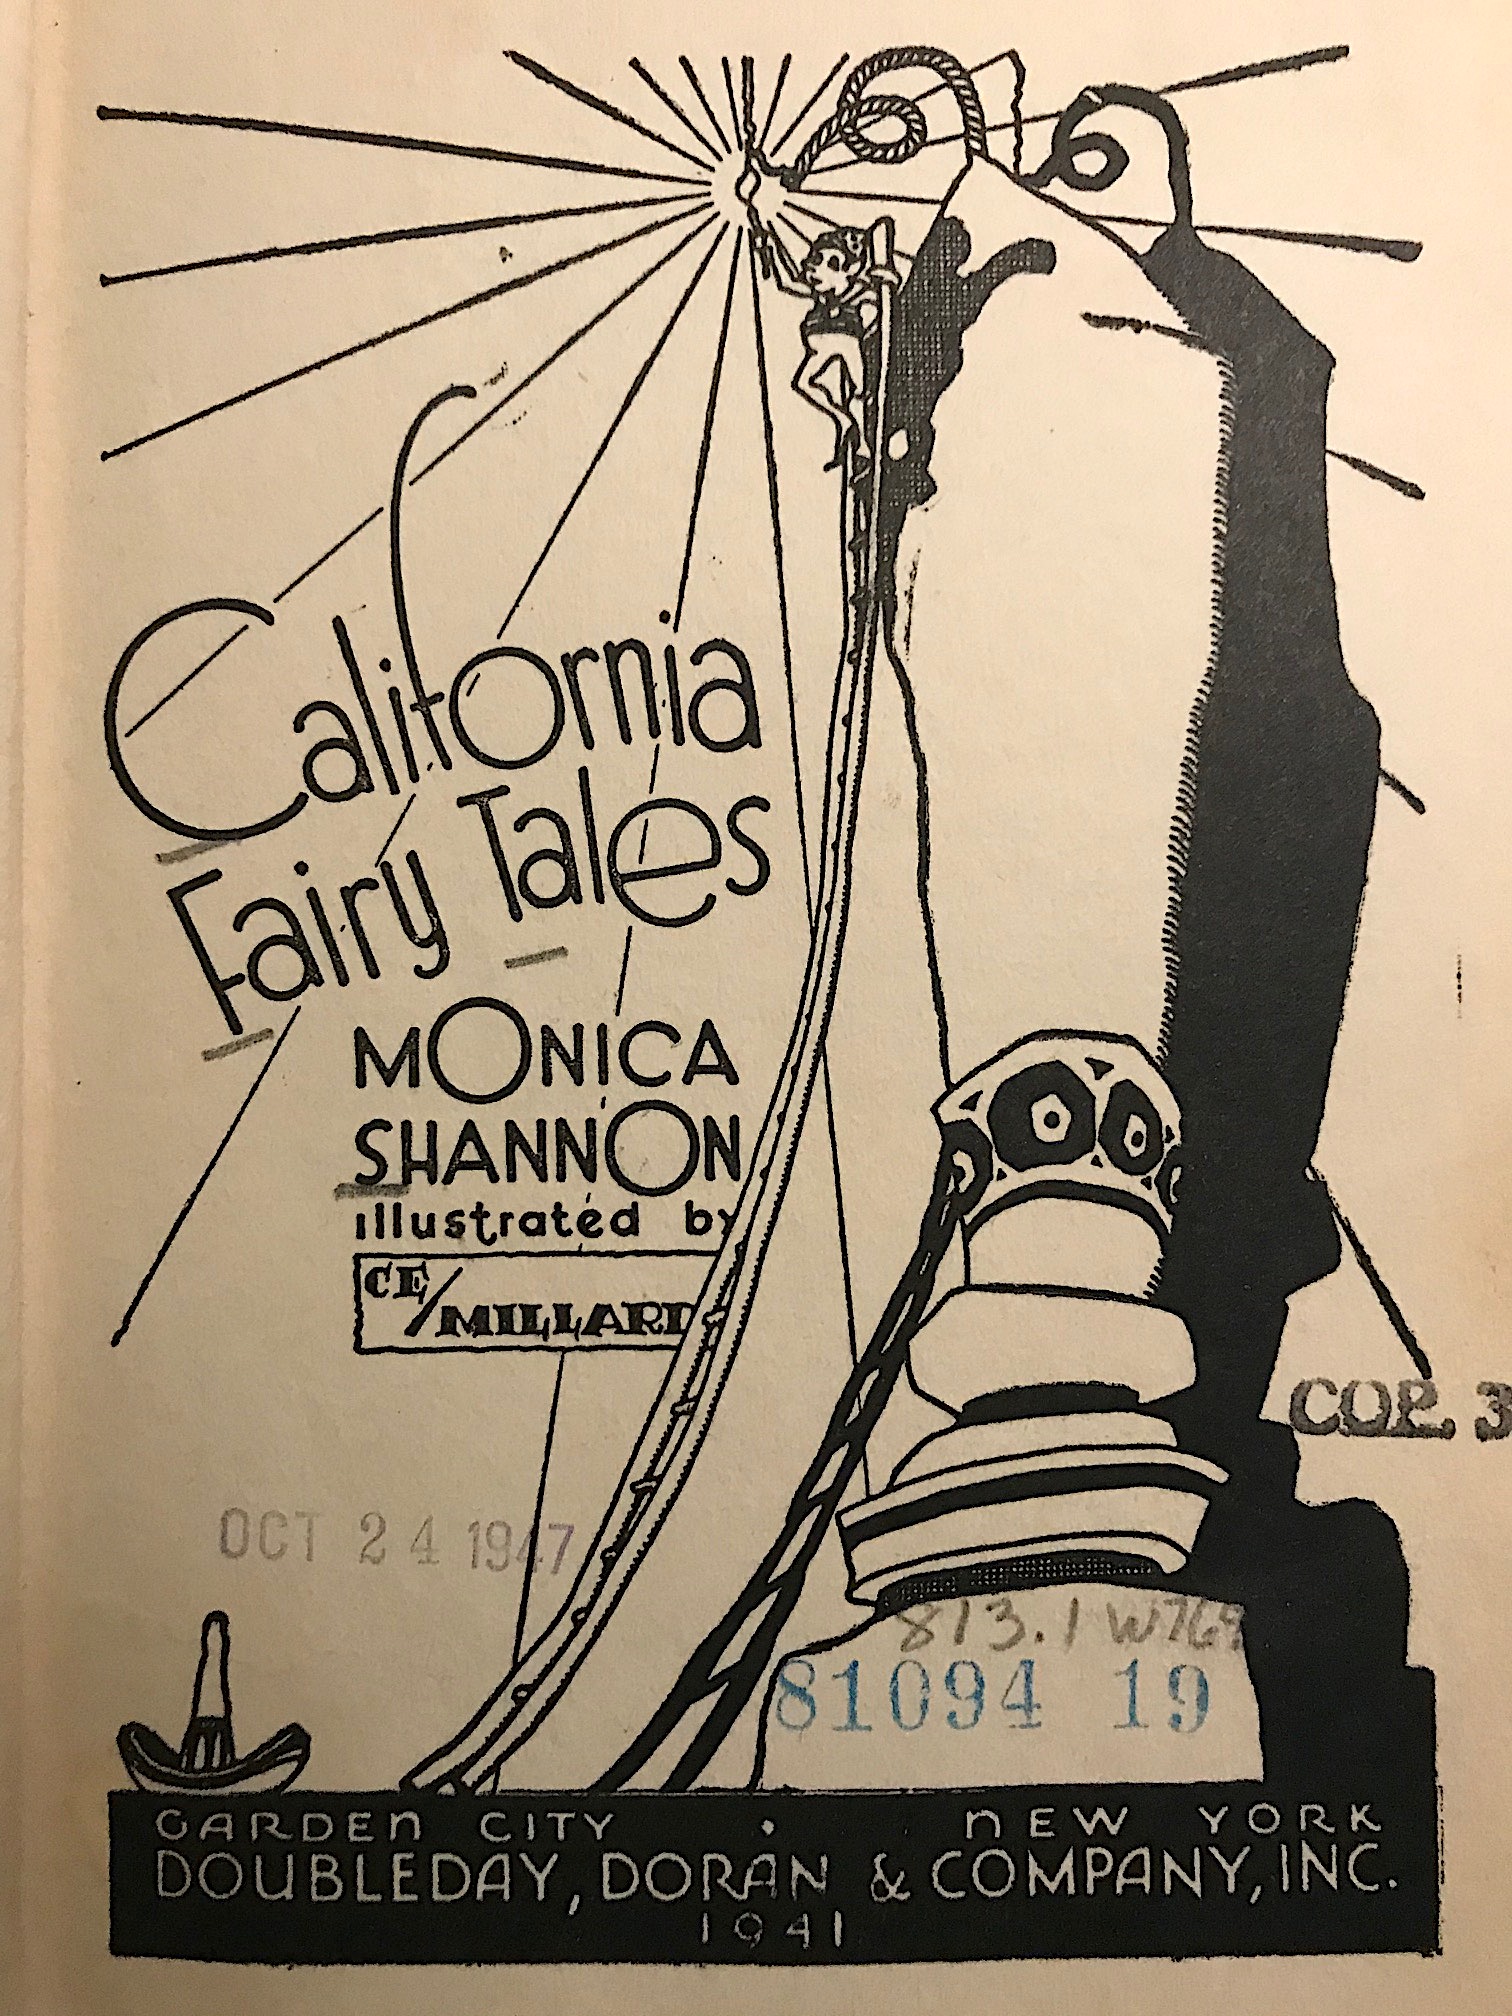 California
Fairy Tales
MONICA
SHANNON
illustrated by
CE/MILLARD
COP. 3
OCT 24 1947
813.1 W769
81094 19
GARDEN CITY · NEW YORK
DOUBLEDAY, DORAN & COMPANY, INC.
1941